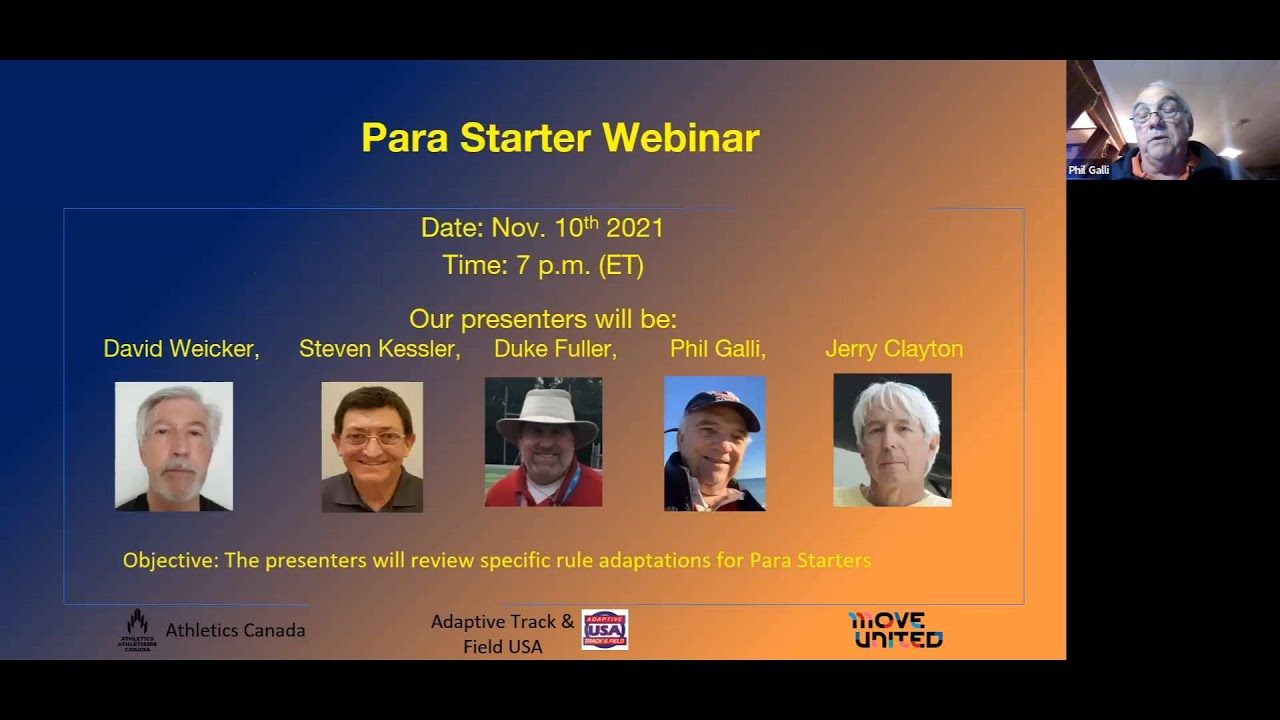 Para Starter Webinar
Phil Galli
Date: Nov. 10th 2021
Time: 7 p.m. (ET)
Our presenters will be:
David Weicker, Steven Kessler, Duke Fuller, Phil Galli, Jerry Clayton
Objective: The presenters will review specific rule adaptations for Para Starters
ATHLETICS
ATHLÉTISME
CANADA
Athletics Canada
Adaptive Track &
Field USA
ADAPTIVE
USA
TRACK & FIELD
MOVE
UNITED